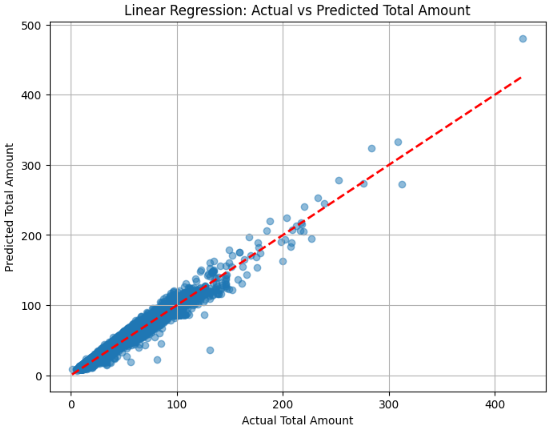 Linear Regression: Actual vs Predicted Total Amount
Predicted Total Amount
500
400
300
200
100
0
0 100 200 300 400
Actual Total Amount